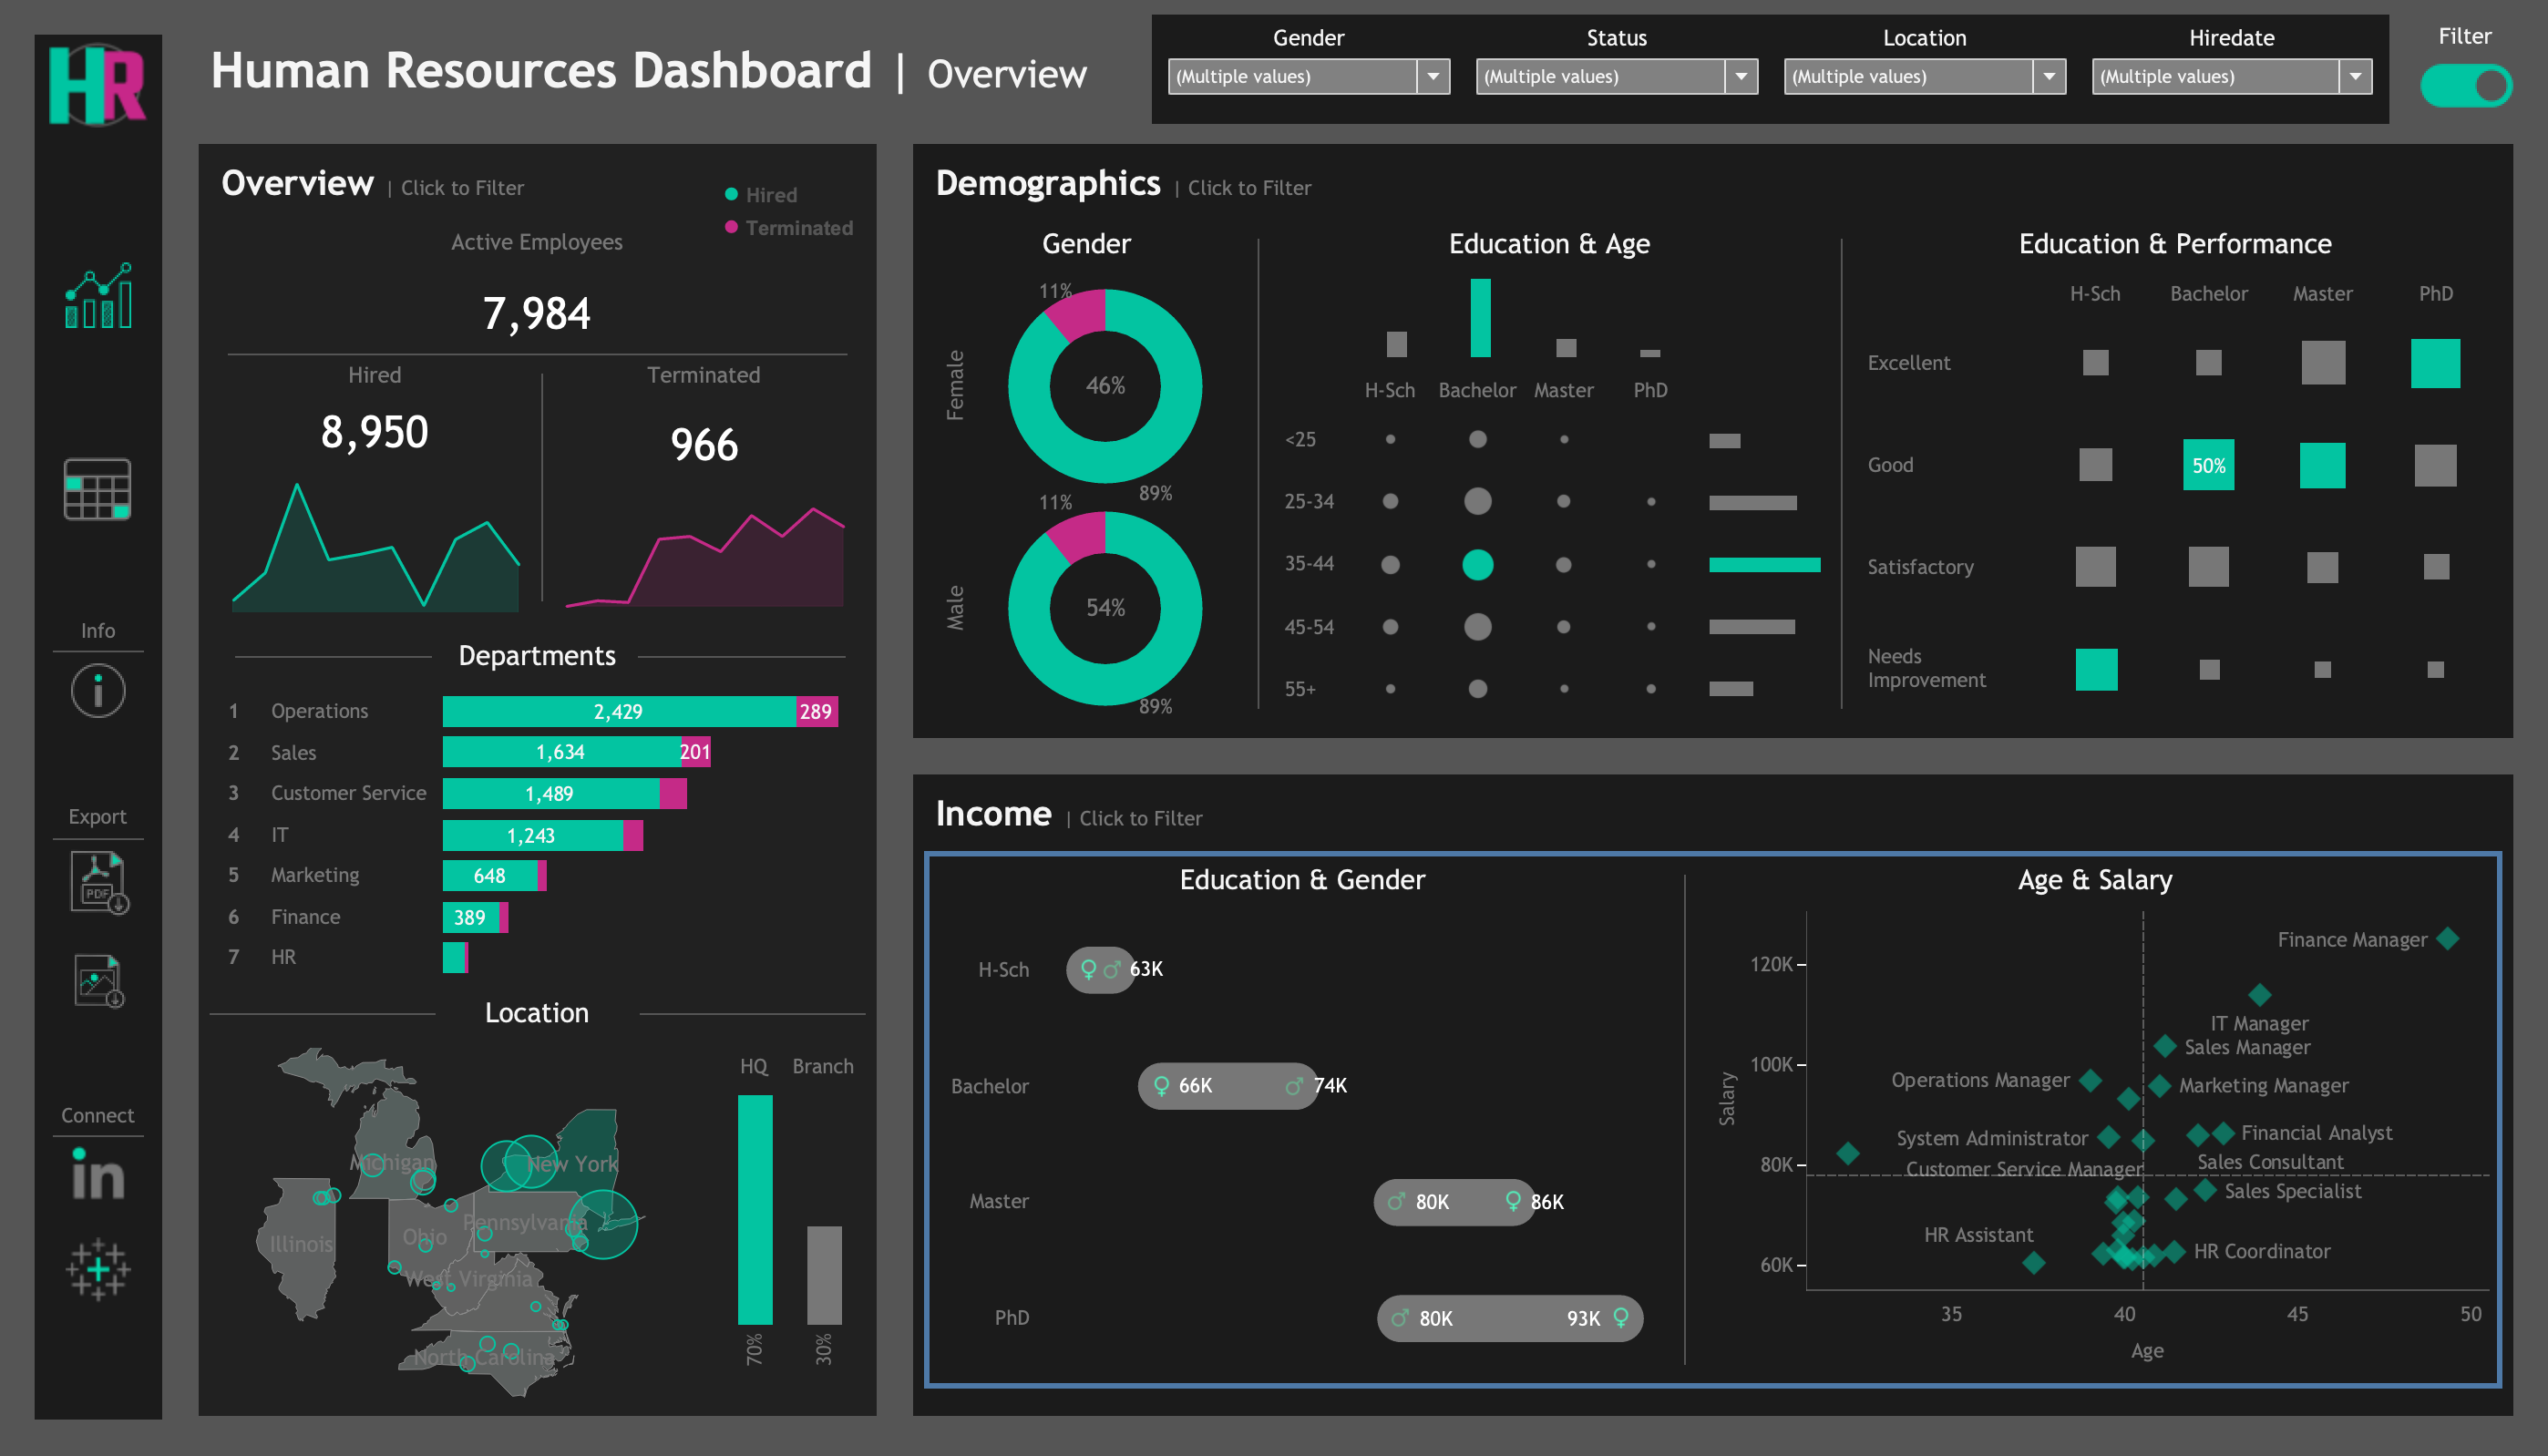 HR
Human Resources Dashboard | Overview
Gender
Status
Location
Hiredate
Filter
(Multiple values)
(Multiple values)
(Multiple values)
(Multiple values)
Info
Export
PDF
Connect
in
Overview | Click to Filter
Hired
Terminated
Active Employees
7,984
Hired
Terminated
8,950
966
Departments
1 Operations 2,429 289
2 Sales 1,634 201
3 Customer Service 1,489
4 IT 1,243
5 Marketing 648
6 Finance 389
7 HR
Location
HQ Branch
Michigan
New York
Pennsylvania
Ohio
Illinois
West Virginia
North Carolina
70% 30%
Demographics | Click to Filter
Gender
11%
Female
46%
89%
11%
Male
54%
89%
Education & Age
H-Sch Bachelor Master PhD
<25
25-34
35-44
45-54
55+
Education & Performance
H-Sch Bachelor Master PhD
Excellent
Good 50%
Satisfactory
Needs
Improvement
Income | Click to Filter
Education & Gender
H-Sch ♀ ♂ 63K
Bachelor ♀ 66K ♂ 74K
Master ♂ 80K ♀ 86K
PhD ♂ 80K 93K ♀
Age & Salary
Salary
120K
100K
80K
60K
Finance Manager
IT Manager
Sales Manager
Operations Manager
Marketing Manager
System Administrator
Financial Analyst
Customer Service Manager
Sales Consultant
Sales Specialist
HR Assistant
HR Coordinator
35 40 45 50
Age